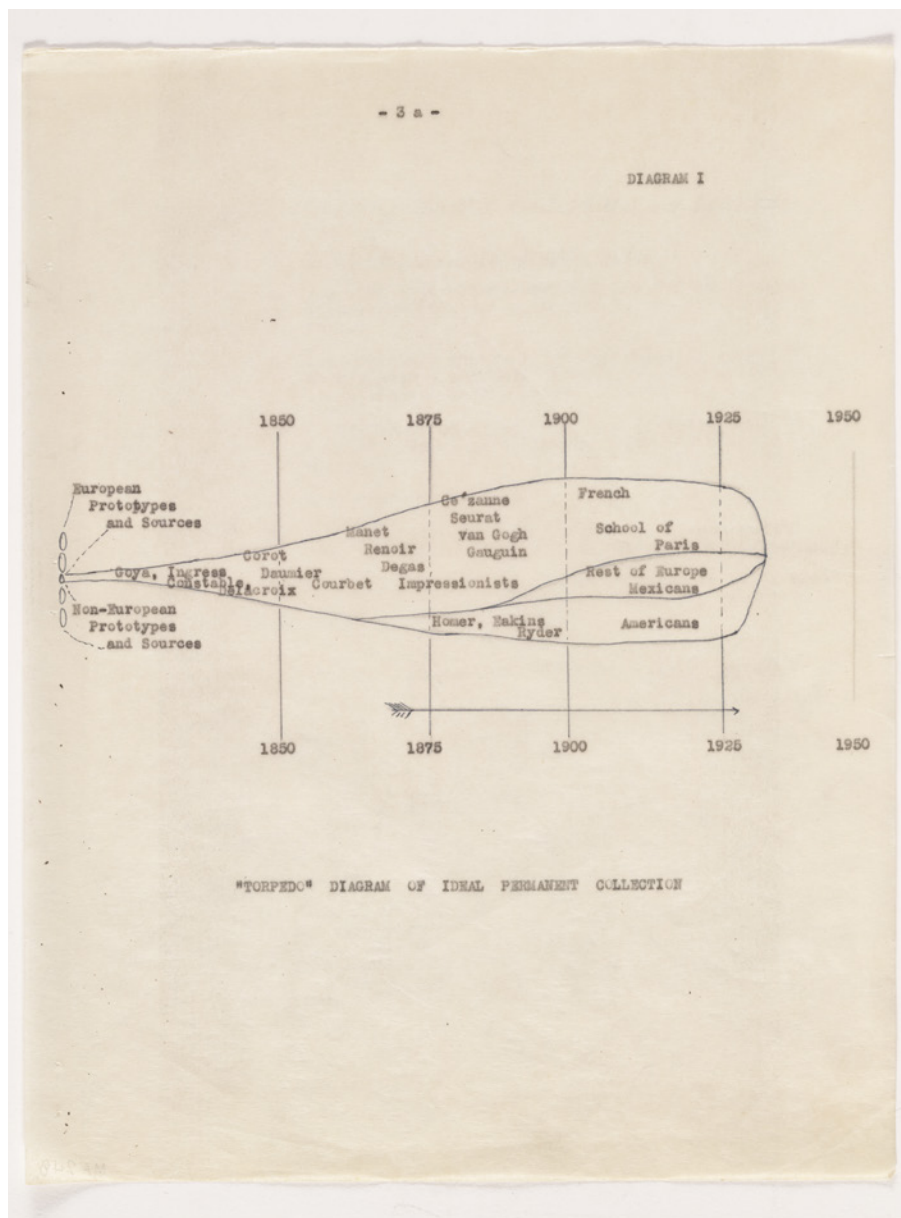 - 3 a -
DIAGRAM I
1850 1875 1900 1925 1950
European
Prototypes
and Sources
Non-European
Prototypes
and Sources
Goya, Ingress
Constable,
Delacroix
Corot
Daumier
Courbet
Manet
Renoir
Degas
Impressionists
Ce'zanne
Seurat
van Gogh
Gauguin
Homer, Eakins
Ryder
French
School of
Paris
Rest of Europe
Mexicans
Americans
1850 1875 1900 1925 1950
"TORPEDO" DIAGRAM OF IDEAL PERMANENT COLLECTION